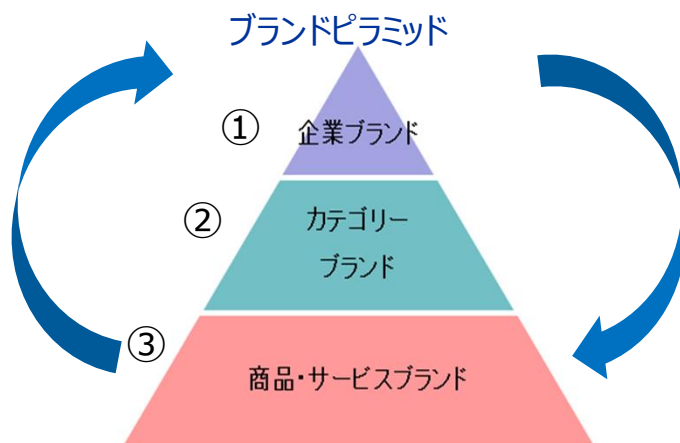 ブランドピラミッド
① 企業ブランド
② カテゴリー
ブランド
③ 商品・サービスブランド